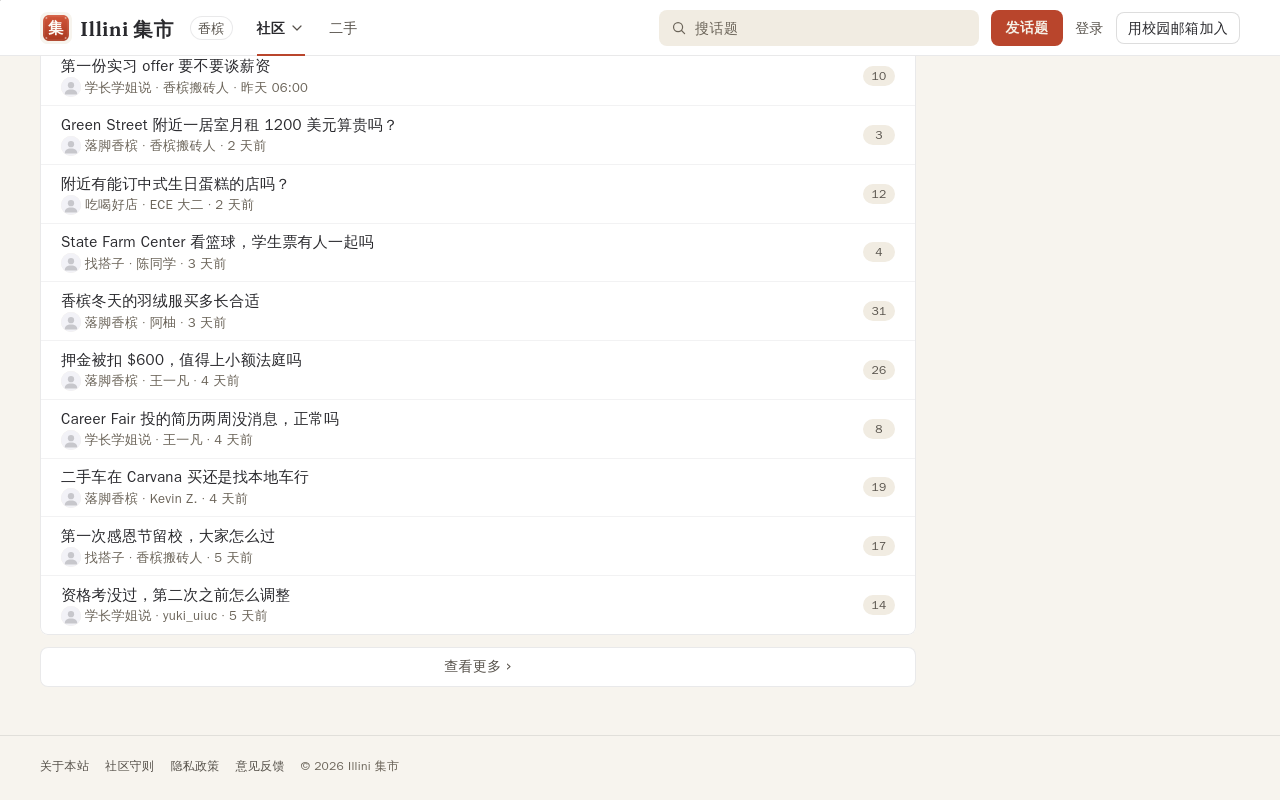 集 Illini 集市 香槟 社区 二手 搜话题 发话题 登录 用校园邮箱加入
第一份实习 offer 要不要谈薪资
学长学姐说 · 香槟搬砖人 · 昨天 06:00
10
Green Street 附近一居室月租 1200 美元算贵吗？
落脚香槟 · 香槟搬砖人 · 2 天前
3
附近有能订中式生日蛋糕的店吗？
吃喝好店 · ECE 大二 · 2 天前
12
State Farm Center 看篮球，学生票有人一起吗
找搭子 · 陈同学 · 3 天前
4
香槟冬天的羽绒服买多长合适
落脚香槟 · 阿柚 · 3 天前
31
押金被扣 $600，值得上小额法庭吗
落脚香槟 · 王一凡 · 4 天前
26
Career Fair 投的简历两周没消息，正常吗
学长学姐说 · 王一凡 · 4 天前
8
二手车在 Carvana 买还是找本地车行
落脚香槟 · Kevin Z. · 4 天前
19
第一次感恩节留校，大家怎么过
找搭子 · 香槟搬砖人 · 5 天前
17
资格考没过，第二次之前怎么调整
学长学姐说 · yuki_uiuc · 5 天前
14
查看更多 ›
关于本站 社区守则 隐私政策 意见反馈 © 2026 Illini 集市